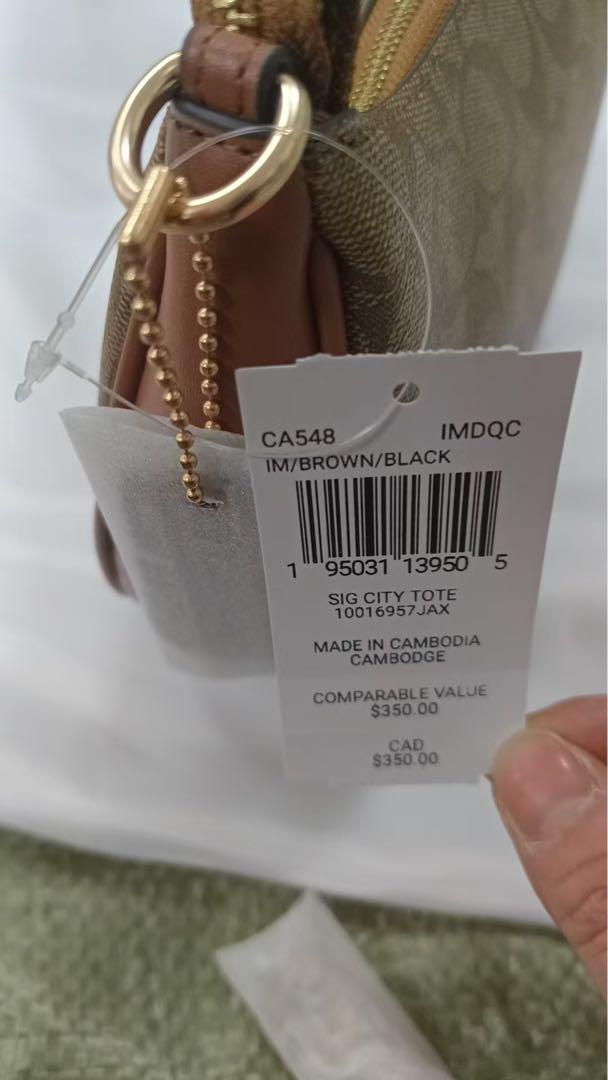 CA548 IMDQC
IM/BROWN/BLACK
1 95031 13950 5
SIG CITY TOTE
10016957JAX
MADE IN CAMBODIA
CAMBODGE
COMPARABLE VALUE
$350.00
CAD
$350.00